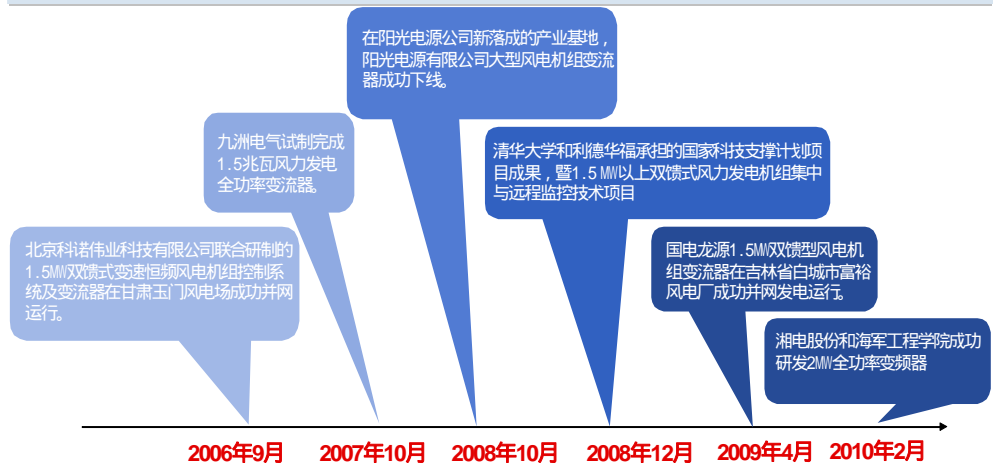 在阳光电源公司新落成的产业基地，
阳光电源有限公司大型风电机组变流
器成功下线。
九洲电气试制完成
1.5兆瓦风力发电
全功率变流器。
清华大学和利德华福承担的国家科技支撑计划项
目成果，暨1.5 MW以上双馈式风力发电机组集中
与远程监控技术项目
北京科诺伟业科技有限公司联合研制的
1.5MW双馈式变速恒频风电机组控制系
统及变流器在甘肃玉门风电场成功并网
运行。
国电龙源1.5MW双馈型风电机
组变流器在吉林省白城市富裕
风电厂成功并网发电运行。
湘电股份和海军工程学院成功
研发2MW全功率变频器
2006年9月
2007年10月
2008年10月
2008年12月
2009年4月
2010年2月